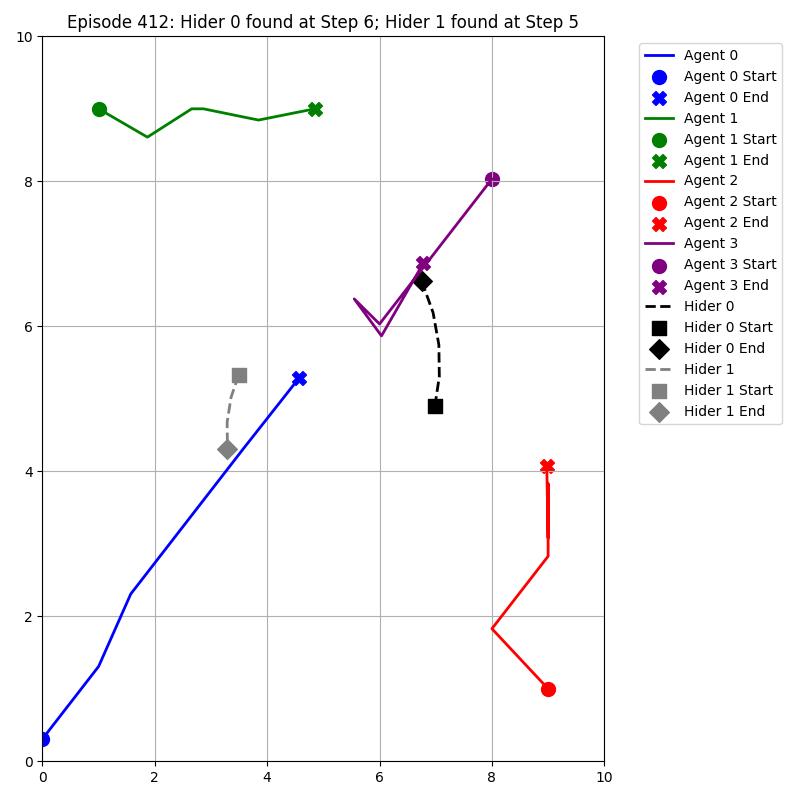 Episode 412: Hider 0 found at Step 6; Hider 1 found at Step 5
10
8
6
4
2
0
0 2 4 6 8 10
Agent 0
Agent 0 Start
Agent 0 End
Agent 1
Agent 1 Start
Agent 1 End
Agent 2
Agent 2 Start
Agent 2 End
Agent 3
Agent 3 Start
Agent 3 End
Hider 0
Hider 0 Start
Hider 0 End
Hider 1
Hider 1 Start
Hider 1 End